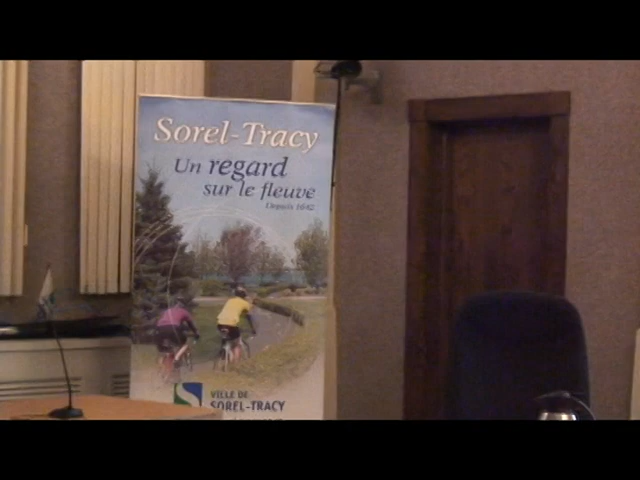 Sorel-Tracy
Un regard
sur le fleuve
Depuis 1642
VILLE DE
SOREL-TRACY